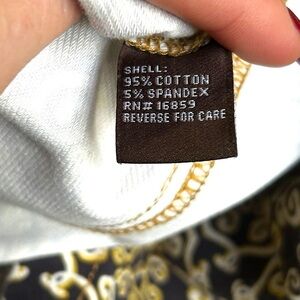 SHELL:
95% COTTON
5% SPANDEX
RN# 16859
REVERSE FOR CARE